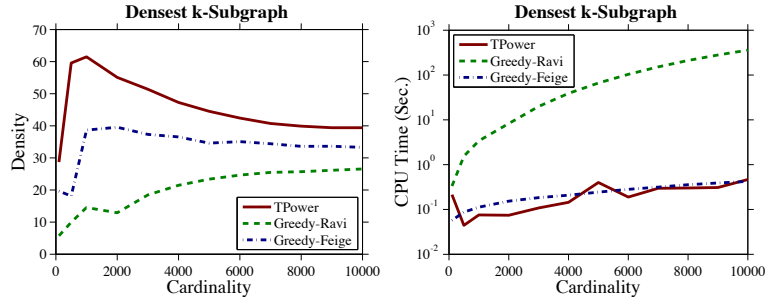 Densest k-Subgraph
70
60
50
40
30
20
10
0
Density
0
2000
4000
6000
8000
10000
Cardinality
TPower
Greedy-Ravi
Greedy-Feige
Densest k-Subgraph
10^3
10^2
10^1
10^0
10^-1
10^-2
CPU Time (Sec.)
0
2000
4000
6000
8000
10000
Cardinality
TPower
Greedy-Ravi
Greedy-Feige